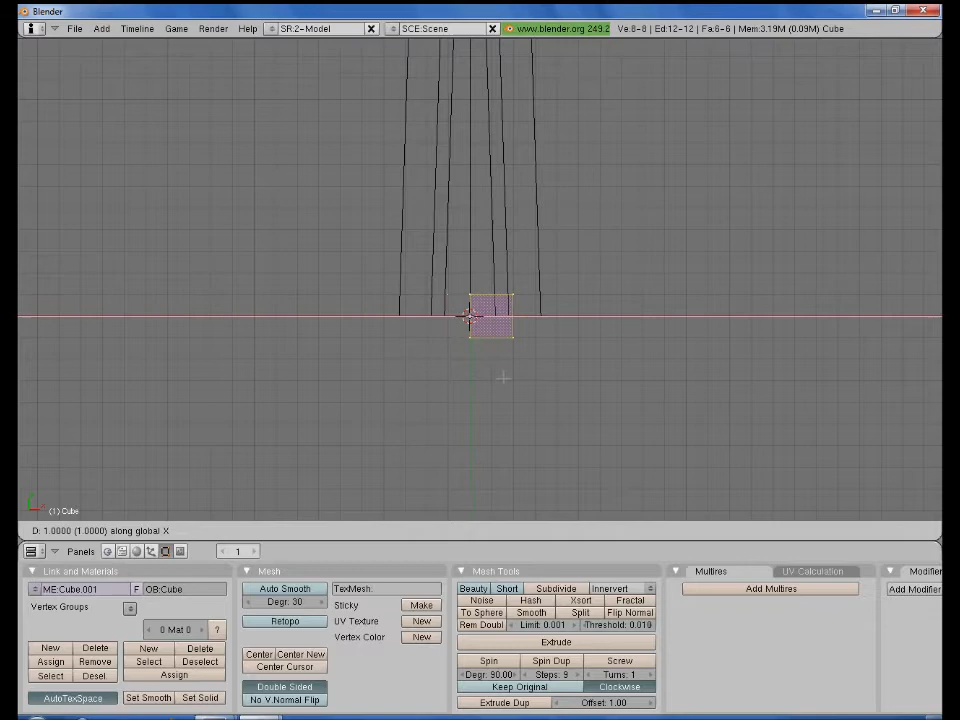 Blender
File Add Timeline Game Render Help SR:2-Model SCE:Scene www.blender.org 249.2 Ve:8-8 | Ed:12-12 | Fa:6-6 | Mem:3.19M (0.09M) Cube
(1) Cube
D: 1.0000 (1.0000) along global X
Panels 1
Link and Materials Mesh Mesh Tools Multires UV Calculation Modifier
ME:Cube.001 F OB:Cube Auto Smooth TexMesh: Beauty Short Subdivide Innervert Add Multires Add Modifier
Vertex Groups Degr: 30 Sticky Make Noise Hash Xsort Fractal
To Sphere Smooth Split Flip Normal
0 Mat 0 ? Retopo UV Texture New Rem Doubl Limit: 0.001 Threshold: 0.010
Vertex Color New Extrude
New Delete New Delete Center Center New
Assign Remove Select Deselect Center Cursor Spin Spin Dup Screw
Select Desel. Assign Degr: 90.00 Steps: 9 Turns: 1
Double Sided Keep Original Clockwise
AutoTexSpace Set Smooth Set Solid No V.Normal Flip Extrude Dup Offset: 1.00